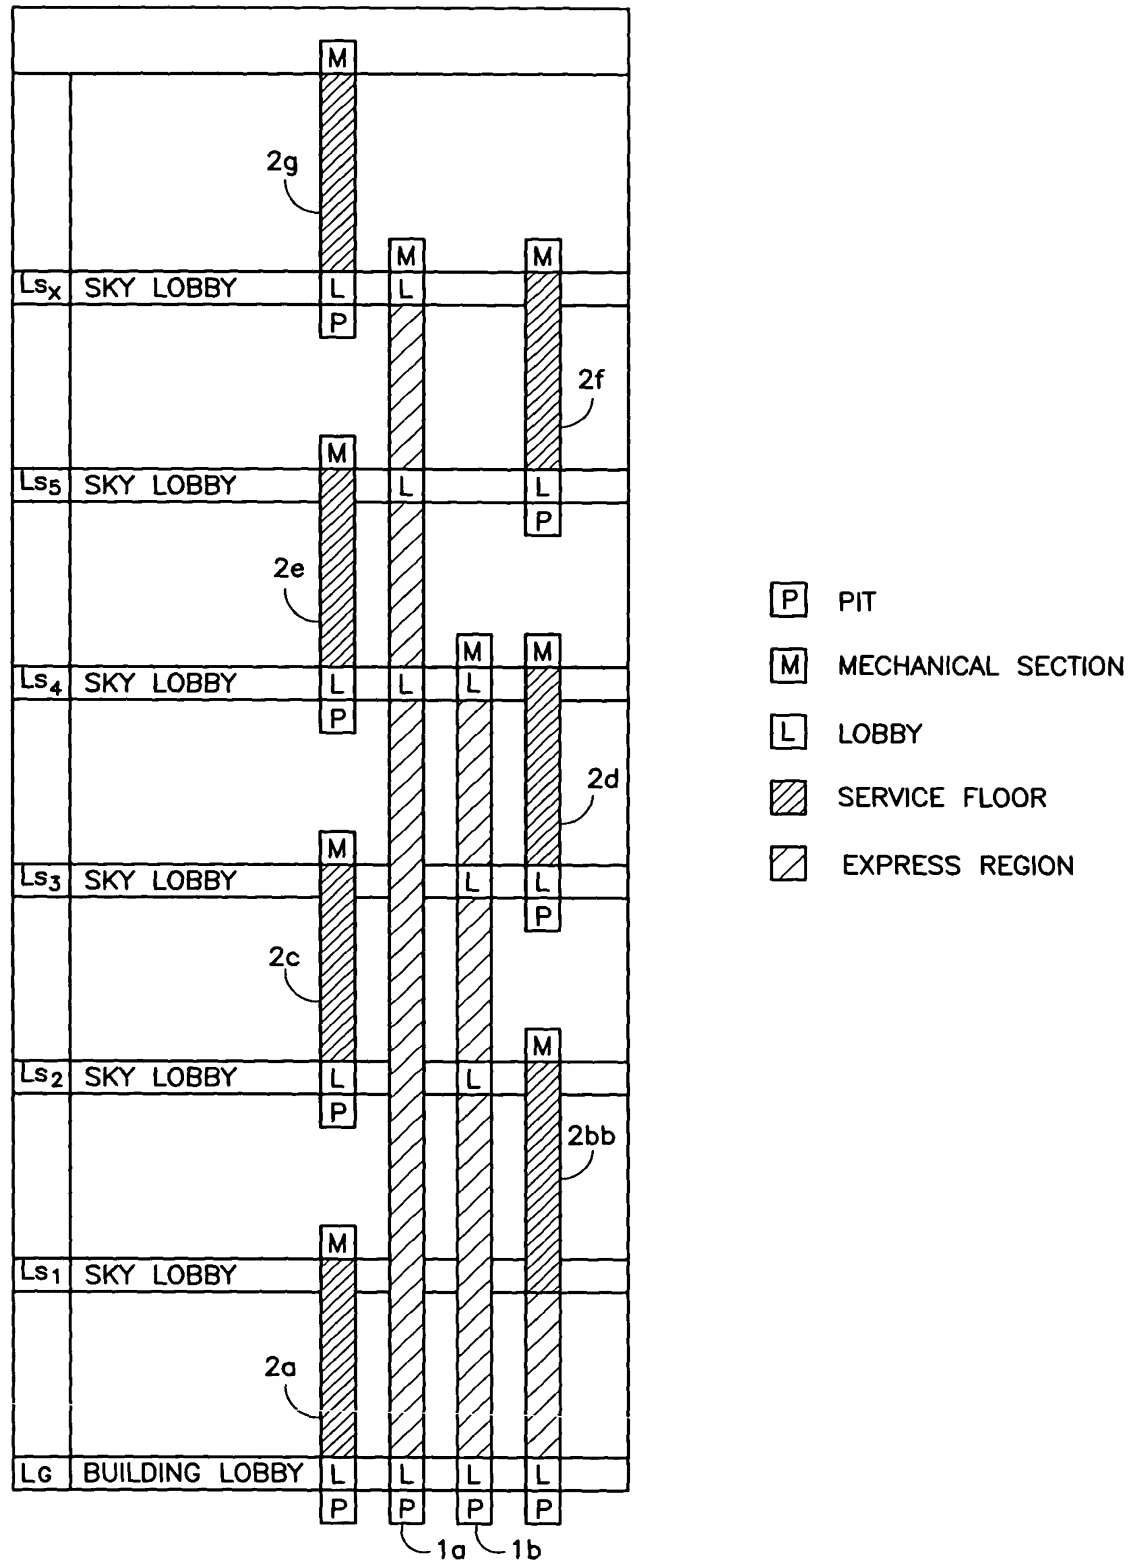 M
2g
M M
LsX SKY LOBBY L L
P
2f
M
Ls5 SKY LOBBY L L
P
2e
P PIT
M M
M MECHANICAL SECTION
Ls4 SKY LOBBY L L L
P
L LOBBY
2d
SERVICE FLOOR
M
EXPRESS REGION
Ls3 SKY LOBBY L L
P
2c
M
Ls2 SKY LOBBY L L
P
2bb
M
Ls1 SKY LOBBY
2a
LG BUILDING LOBBY L L L L
P P P P
1a 1b